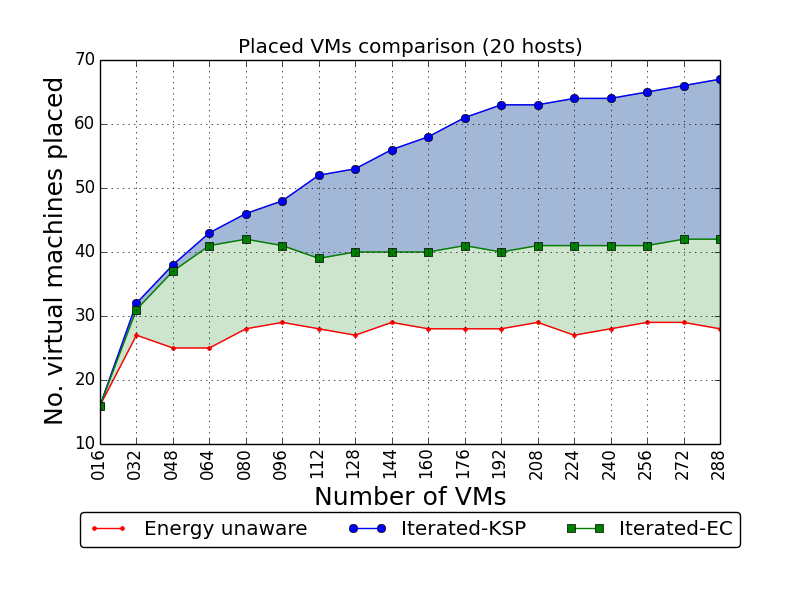 Placed VMs comparison (20 hosts)
No. virtual machines placed
70
60
50
40
30
20
10
016 032 048 064 080 096 112 128 144 160 176 192 208 224 240 256 272 288
Number of VMs
Energy unaware Iterated-KSP Iterated-EC